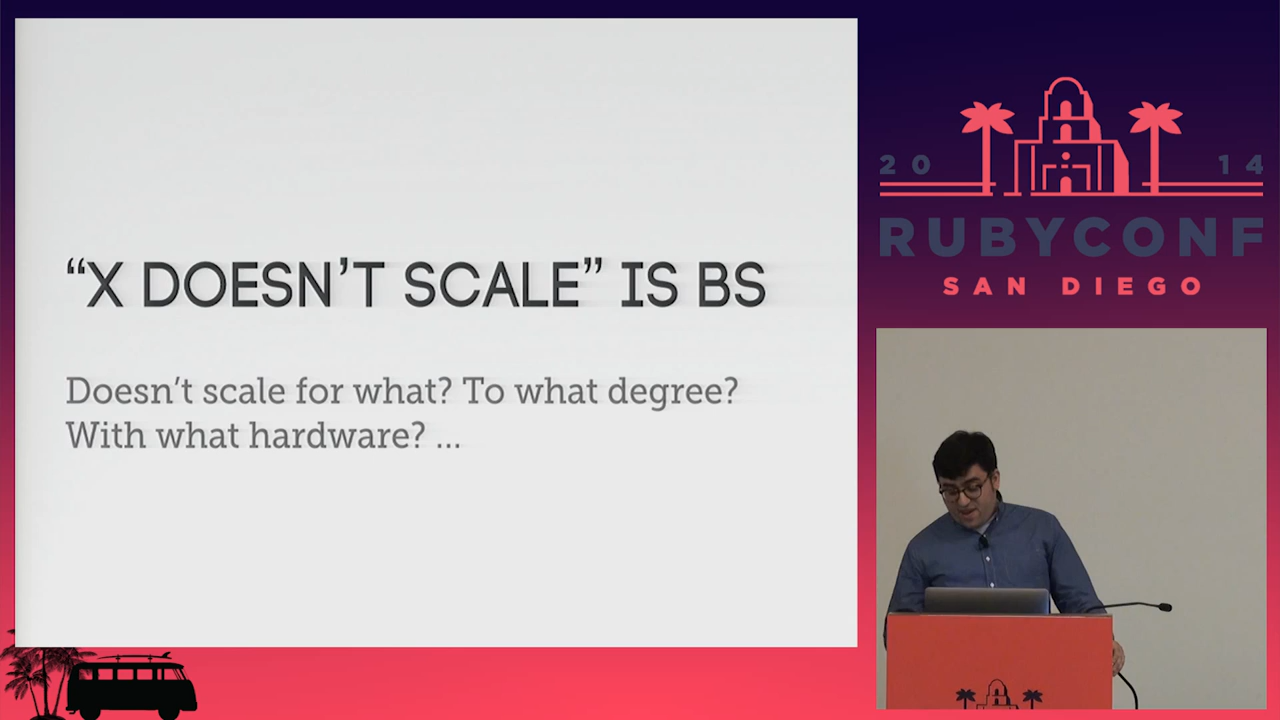 “X DOESN’T SCALE” IS BS
Doesn’t scale for what? To what degree?
With what hardware? ...
20 14
RUBYCONF
SAN DIEGO